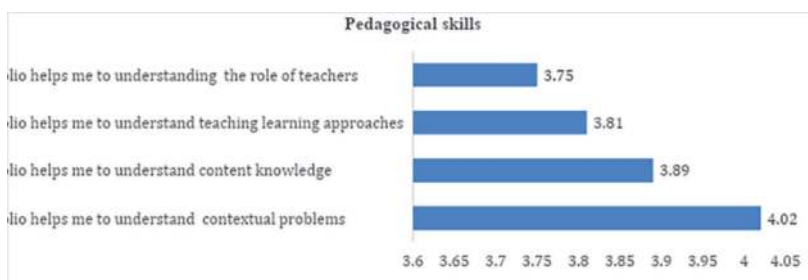 Pedagogical skills
lio helps me to understanding the role of teachers
3.75
lio helps me to understand teaching learning approaches
3.81
lio helps me to understand content knowledge
3.89
lio helps me to understand contextual problems
4.02
3.6 3.65 3.7 3.75 3.8 3.85 3.9 3.95 4 4.05